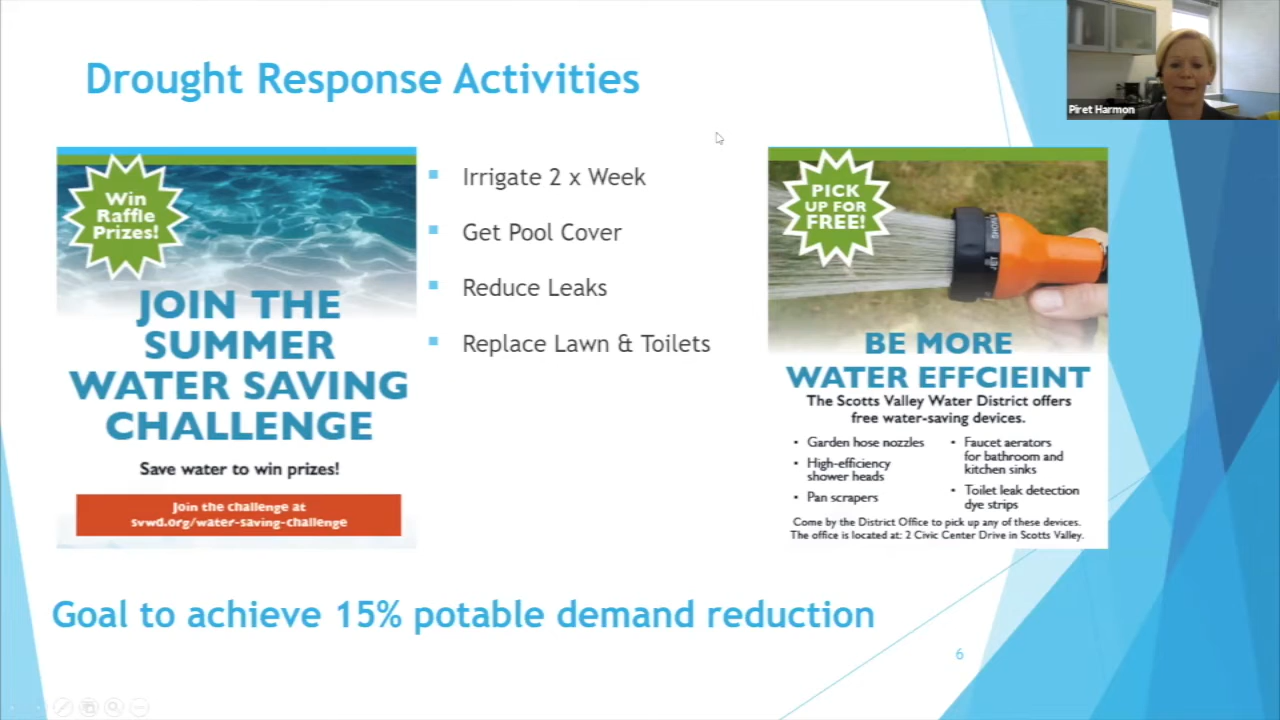 Drought Response Activities
Piret Harmon
Win
Raffle
Prizes!
JOIN THE
SUMMER
WATER SAVING
CHALLENGE
Save water to win prizes!
Join the challenge at
svwd.org/water-saving-challenge
Irrigate 2 x Week
Get Pool Cover
Reduce Leaks
Replace Lawn & Toilets
PICK
UP FOR
FREE!
SHOW
JET
BE MORE
WATER EFFCIEINT
The Scotts Valley Water District offers
free water-saving devices.
• Garden hose nozzles
• High-efficiency
shower heads
• Pan scrapers
• Faucet aerators
for bathroom and
kitchen sinks
• Toilet leak detection
dye strips
Come by the District Office to pick up any of these devices.
The office is located at: 2 Civic Center Drive in Scotts Valley.
Goal to achieve 15% potable demand reduction
6